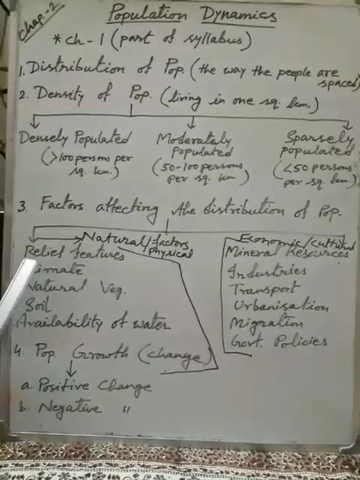 Chap-2
Population Dynamics
* Ch. - 1 (part of syllabus)
1. Distribution of Pop. (the way the people are spaced)
2. Density of Pop. (living in one sq. km.)
Densely Populated
(>100 persons per sq. km.
Moderataly Populated
(50-100 persons per sq. km
Sparsely populated
(<50 persons per sq. km.)
3. Factors affecting the distribution of Pop.
Natural/factors physical
Relief features
Climate
Natural Veg.
Soil
Availability of water
Economic/cultural
Mineral Resources
Industries
Transport
Urbanisation
Migration
Govt. Policies
4. Pop. Growth (change)
a. Positive Change
b. Negative "